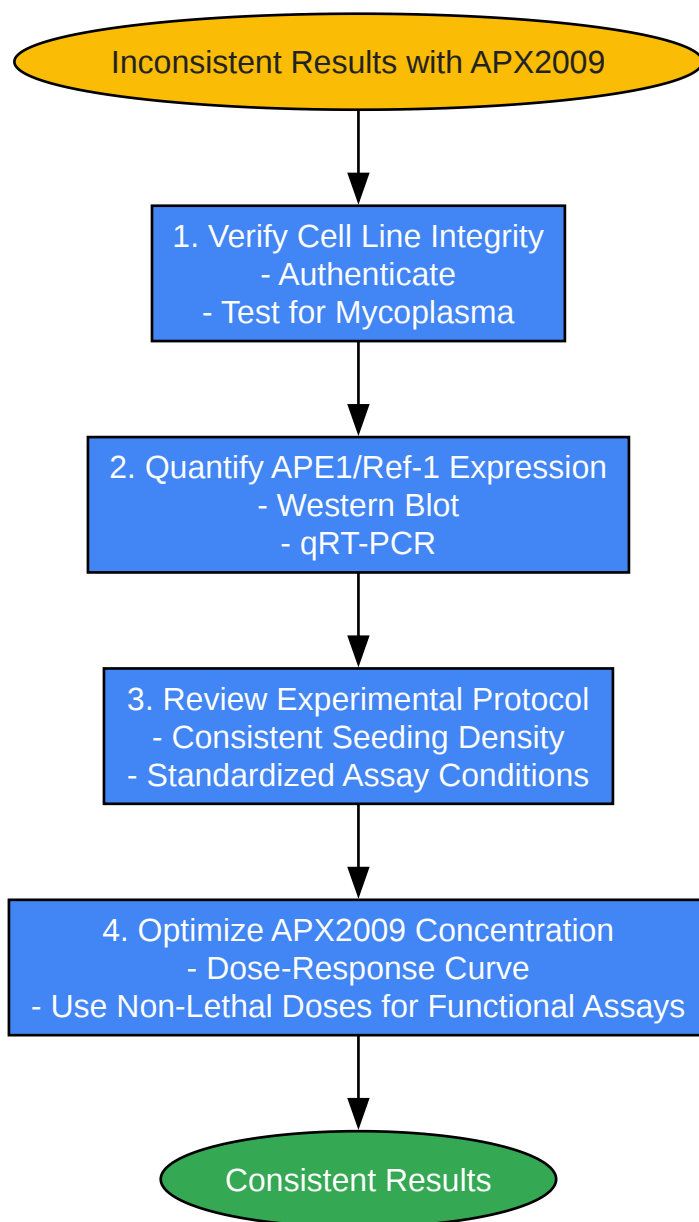 Inconsistent Results with APX2009
1. Verify Cell Line Integrity
- Authenticate
- Test for Mycoplasma
2. Quantify APE1/Ref-1 Expression
- Western Blot
- qRT-PCR
3. Review Experimental Protocol
- Consistent Seeding Density
- Standardized Assay Conditions
4. Optimize APX2009 Concentration
- Dose-Response Curve
- Use Non-Lethal Doses for Functional Assays
Consistent Results